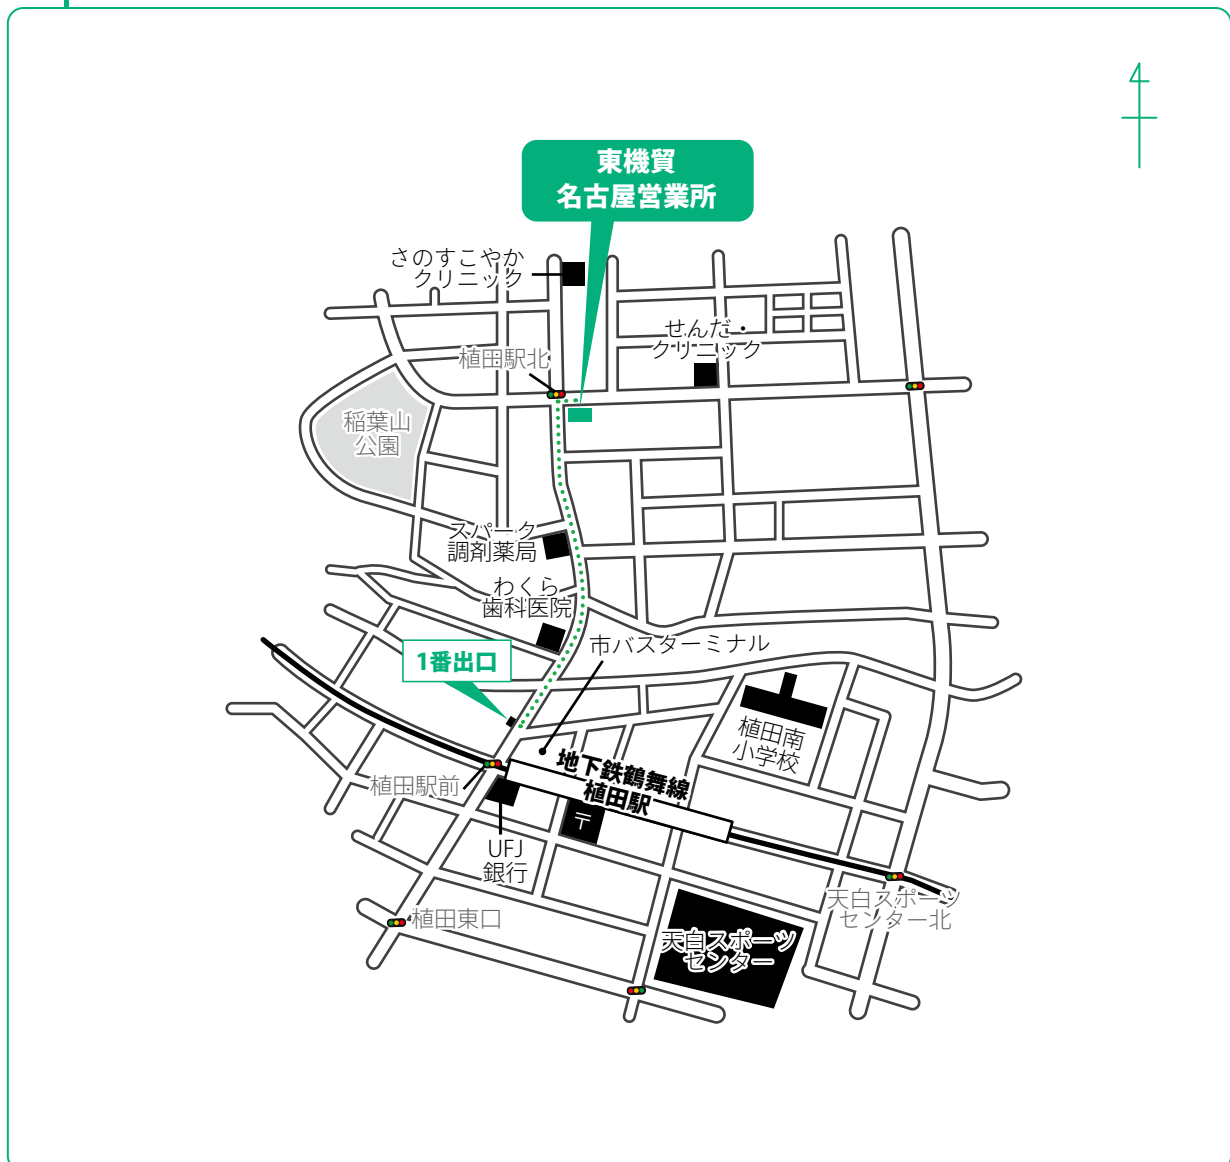 東機貿
名古屋営業所
さのすこやか
クリニック
せんだ・
クリニック
植田駅北
稲葉山
公園
スパーク
調剤薬局
わくら
歯科医院
市バスターミナル
1番出口
植田南
小学校
地下鉄鶴舞線
植田駅
植田駅前
〒
UFJ
銀行
天白スポーツ
センター北
植田東口
天白スポーツ
センター